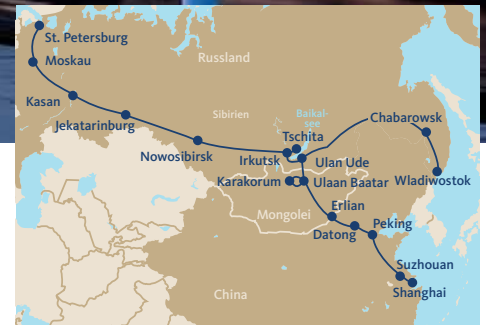 St. Petersburg
Moskau
Russland
Kasan
Jekatarinburg
Sibirien
Baikal-
see
Chabarowsk
Tschita
Nowosibirsk
Irkutsk
Ulan Ude
Karakorum
Ulaan Baatar
Wladiwostok
Erlian
Mongolei
Peking
Datong
Suzhouan
China
Shanghai